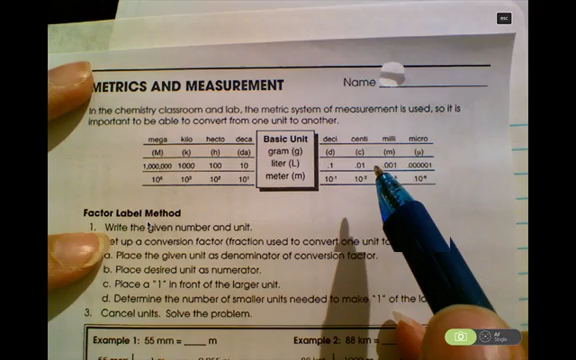 esc
METRICS AND MEASUREMENT Name
In the chemistry classroom and lab, the metric system of measurement is used, so it is
important to be able to convert from one unit to another.
mega kilo hecto deca Basic Unit deci centi milli micro
(M) (k) (h) (da) gram (g) (d) (c) (m) (µ)
1,000,000 1000 100 10 liter (L) .1 .01 .001 .000001
10⁶ 10³ 10² 10¹ meter (m) 10⁻¹ 10⁻² 10⁻⁶
Factor Label Method
1. Write the given number and unit.
set up a conversion factor (fraction used to convert one unit to
a. Place the given unit as denominator of conversion factor.
b. Place desired unit as numerator.
c. Place a "1" in front of the larger unit.
d. Determine the number of smaller units needed to make "1" of the
3. Cancel units. Solve the problem.
Example 1: 55 mm = ____ m Example 2: 88 km =
AF
Single